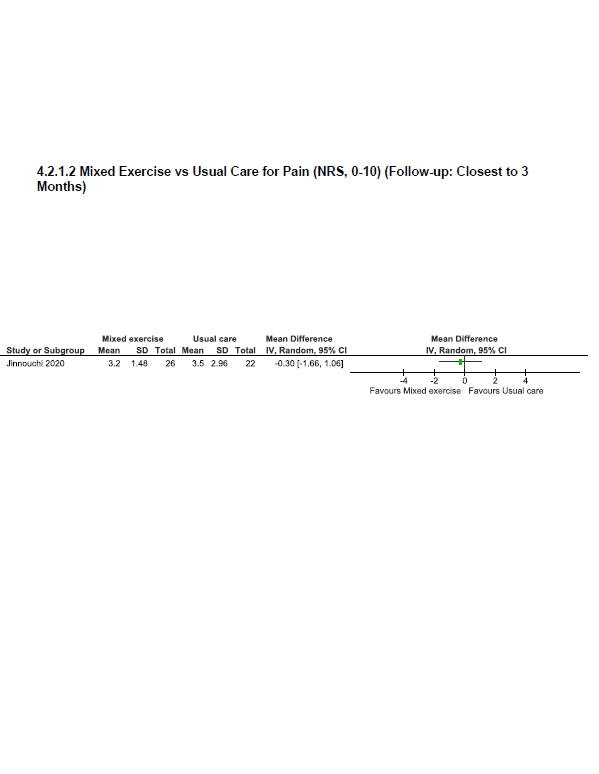 4.2.1.2 Mixed Exercise vs Usual Care for Pain (NRS, 0-10) (Follow-up: Closest to 3
Months)
Mixed exercise Usual care Mean Difference Mean Difference
Study or Subgroup Mean SD Total Mean SD Total IV, Random, 95% CI IV, Random, 95% CI
Jinnouchi 2020 3.2 1.48 26 3.5 2.96 22 -0.30 [-1.66, 1.06]
-4 -2 0 2 4
Favours Mixed exercise Favours Usual care